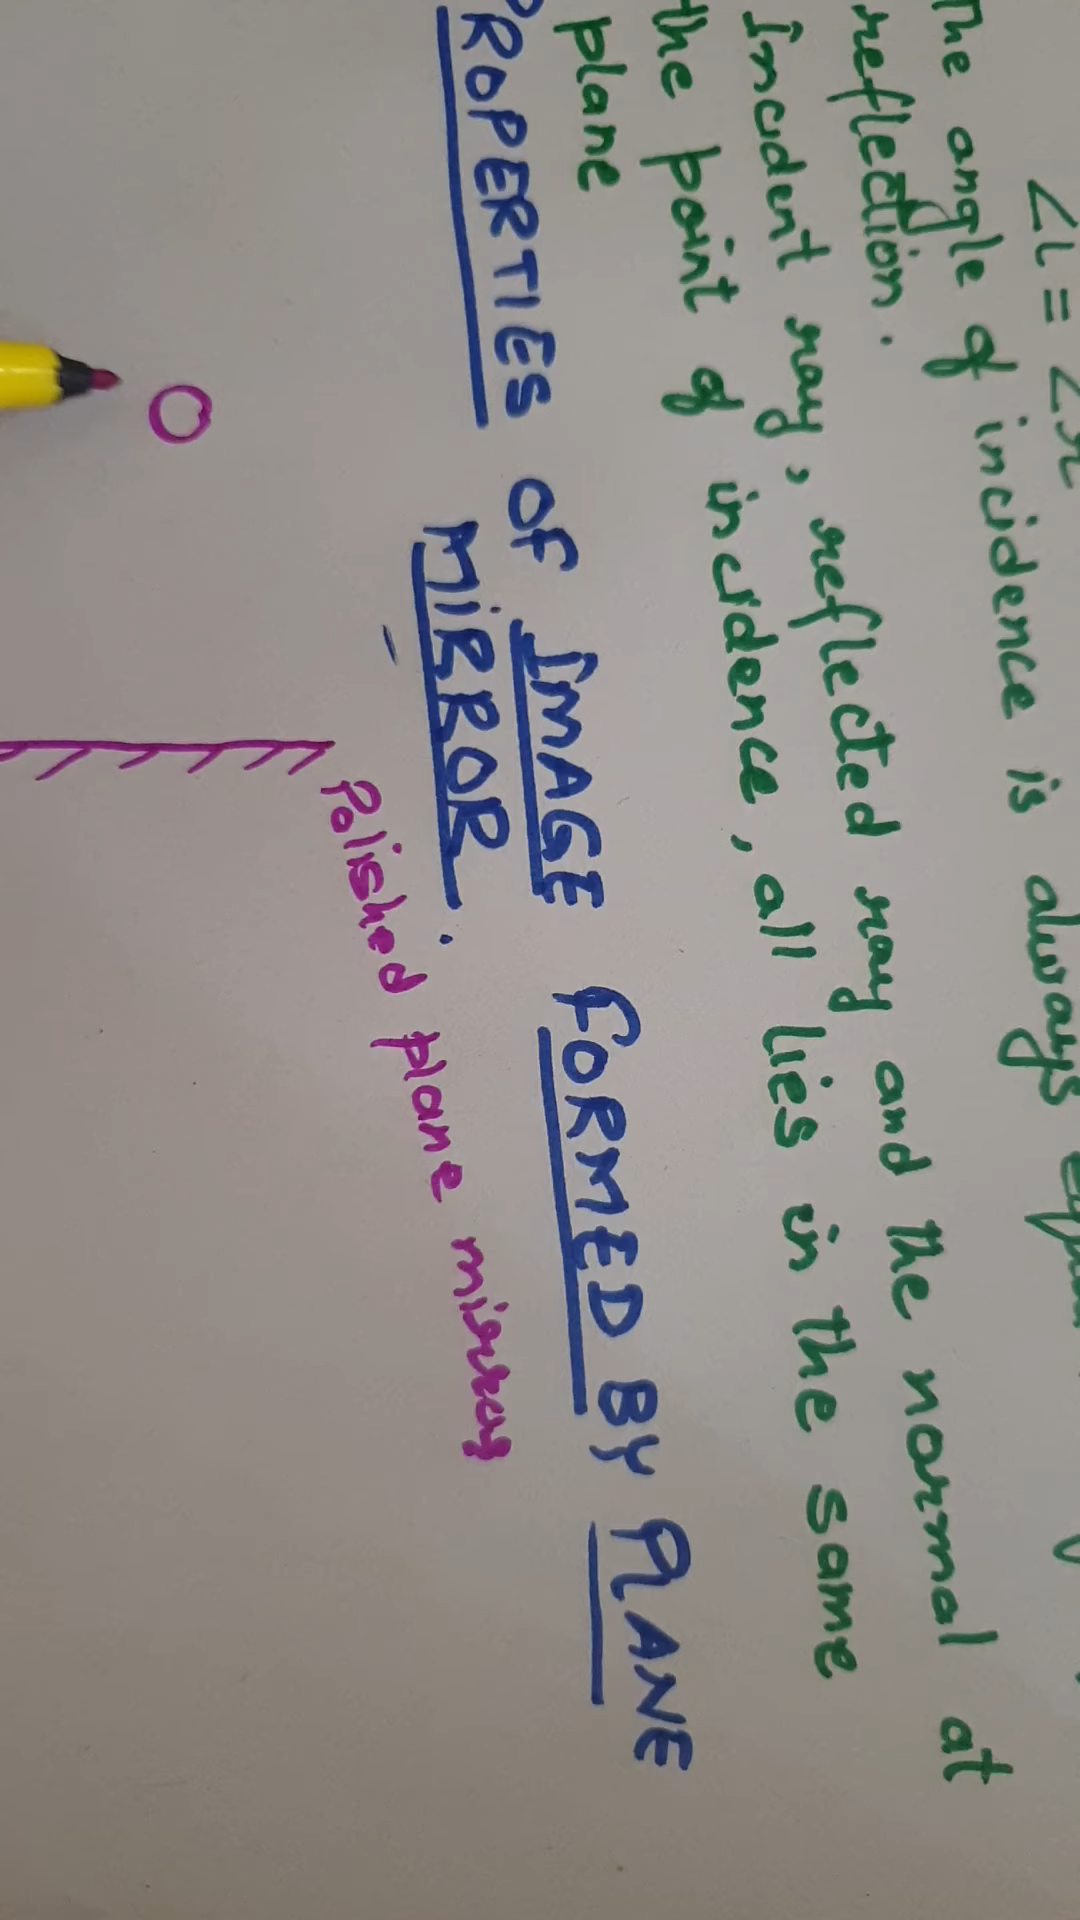 ∠i = ∠r
The angle of incidence is always
reflection.
Incident ray, reflected ray and the normal at
the point of incidence, all lies in the same
plane
PROPERTIES OF IMAGE FORMED BY PLANE
MIRROR.
Polished plane mirror